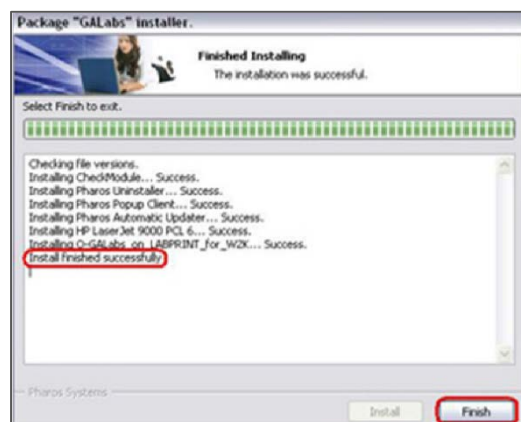 Package "GALabs" installer.
Finished Installing
The installation was successful.
Select Finish to exit.
Checking file versions.
Installing CheckModule... Success.
Installing Pharos Uninstaller... Success.
Installing Pharos Popup Client... Success.
Installing Pharos Automatic Updater... Success.
Installing HP LaserJet 9000 PCL 6... Success.
Installing O-GALabs_on_LABPRINT_for_W2K... Success.
Install finished successfully
Pharos Systems
Install
Finish